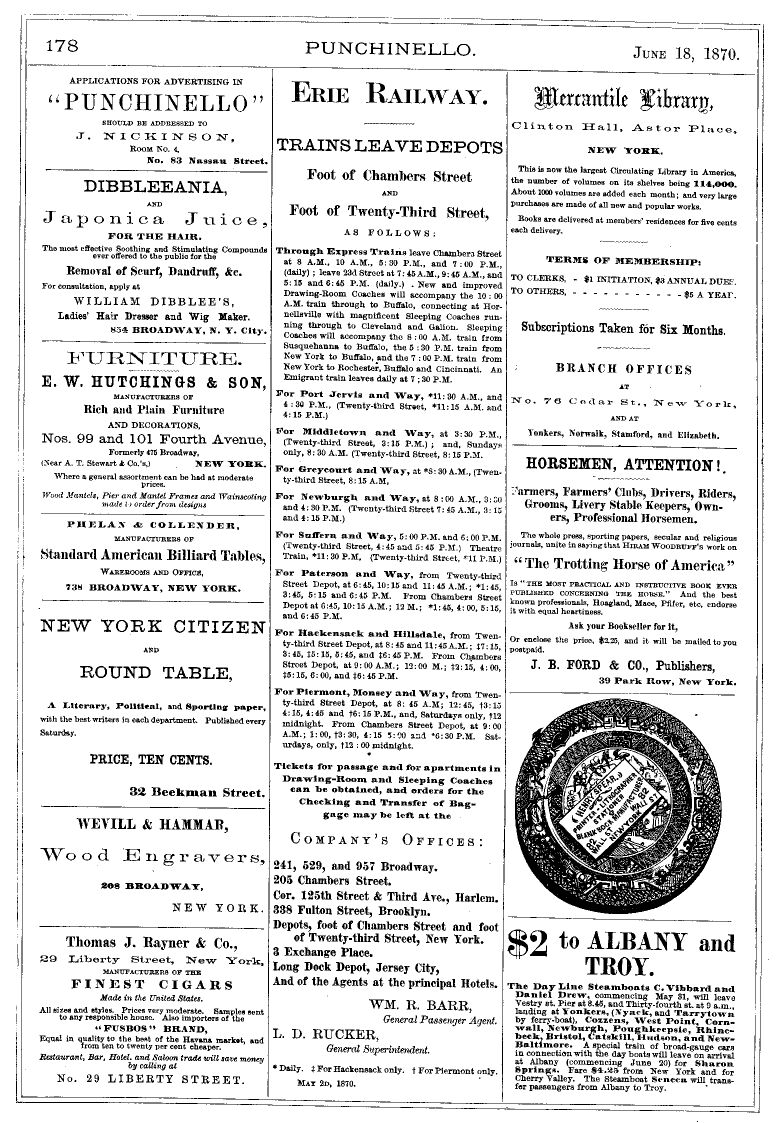 178
PUNCHINELLO.
JUNE 18, 1870.
APPLICATIONS FOR ADVERTISING IN
"PUNCHINELLO"
SHOULD BE ADDRESSED TO
J. NICKINSON,
ROOM No. 4,
No. 83 Nassau Street.
DIBBLEEANIA,
AND
Japonica Juice,
FOR THE HAIR.
The most effective Soothing and Stimulating Compounds
ever offered to the public for the
Removal of Scurf, Dandruff, &c.
For consultation, apply at
WILLIAM DIBBLEE'S,
Ladies' Hair Dresser and Wig Maker.
854 BROADWAY, N. Y. City.
FURNITURE.
E. W. HUTCHINGS & SON,
MANUFACTURERS OF
Rich and Plain Furniture
AND DECORATIONS,
Nos. 99 and 101 Fourth Avenue,
Formerly 475 Broadway,
(Near A. T. Stewart & Co.'s,) NEW YORK.
Where a general assortment can be had at moderate
prices.
Wood Mantels, Pier and Mantel Frames and Wainscoting
made to order from designs
PHELAN & COLLENDER,
MANUFACTURERS OF
Standard American Billiard Tables,
WAREROOMS AND OFFICE,
738 BROADWAY, NEW YORK.
NEW YORK CITIZEN
AND
ROUND TABLE,
A Literary, Political, and Sporting paper,
with the best writers in each department. Published every
Saturday.
PRICE, TEN CENTS.
32 Beekman Street.
WEVILL & HAMMAR,
Wood Engravers,
208 BROADWAY,
NEW YORK.
Thomas J. Rayner & Co.,
29 Liberty Street, New York,
MANUFACTURERS OF THE
FINEST CIGARS
Made in the United States.
All sizes and styles. Prices very moderate. Samples sent
to any responsible house. Also importers of the
"FUSBOS" BRAND,
Equal in quality to the best of the Havana market, and
from ten to twenty per cent cheaper.
Restaurant, Bar, Hotel, and Saloon trade will save money
by calling at
No. 29 LIBERTY STREET.
ERIE RAILWAY.
TRAINS LEAVE DEPOTS
Foot of Chambers Street
AND
Foot of Twenty-Third Street,
AS FOLLOWS:
Through Express Trains leave Chambers Street
at 8 A.M., 10 A.M., 5:30 P.M., and 7:00 P.M.,
(daily); leave 23d Street at 7:45 A.M., 9:45 A.M., and
5:15 and 6:45 P.M. (daily.) . New and improved
Drawing-Room Coaches will accompany the 10:00
A.M. train through to Buffalo, connecting at Hor-
nellsville with magnificent Sleeping Coaches run-
ning through to Cleveland and Galion. Sleeping
Coaches will accompany the 8:00 A.M. train from
Susquehanna to Buffalo, the 5:30 P.M. train from
New York to Buffalo, and the 7:00 P.M. train from
New York to Rochester, Buffalo and Cincinnati. An
Emigrant train leaves daily at 7;30 P.M.
For Port Jervis and Way, *11:30 A.M., and
4:30 P.M., (Twenty-third Street, *11:15 A.M. and
4:15 P.M.)
For Middletown and Way, at 3:30 P.M.,
(Twenty-third Street, 3:15 P.M.); and, Sundays
only, 8:30 A.M. (Twenty-third Street, 8:15 P.M.
For Greycourt and Way, at *8:30 A.M., (Twen-
ty-third Street, 8:15 A.M,
For Newburgh and Way, at 8:00 A.M., 3:30
and 4:30 P.M. (Twenty-third Street 7:45 A.M., 3:15
and 4:15 P.M.)
For Suffern and Way, 5:00 P.M. and 6:00 P.M.
(Twenty-third Street, 4:45 and 5:45 P.M.) Theatre
Train, *11:30 P.M. (Twenty-third Street, *11 P.M.)
For Paterson and Way, from Twenty-third
Street Depot, at 6:45, 10:15 and 11:45 A.M.; *1:45,
3:45, 5:15 and 6:45 P.M. From Chambers Street
Depot at 6:45, 10:15 A.M.; 12 M.; *1:45, 4:00, 5:15,
and 6:45 P.M.
For Hackensack and Hillsdale, from Twen-
ty-third Street Depot, at 8:45 and 11:45 A.M.; ‡7:15,
3:45, ‡5:15, 5:45, and ‡6:45 P.M. From Chambers
Street Depot, at 9:00 A.M.; 12:00 M.; ‡2:15, 4:00,
‡5:15, 6:00, and ‡6:45 P.M.
For Piermont, Monsey and Way, from Twen-
ty-third Street Depot, at 8:45 A.M; 12:45, †3:15
4:15, 4:45 and †6:15 P.M., and, Saturdays only, †12
midnight. From Chambers Street Depot, at 9:00
A.M.; 1:00, †3:30, 4:15 5:00 and *6:30 P.M. Sat-
urdays, only, †12:00 midnight.
Tickets for passage and for apartments in
Drawing-Room and Sleeping Coaches
can be obtained, and orders for the
Checking and Transfer of Bag-
gage may be left at the
COMPANY'S OFFICES:
241, 529, and 957 Broadway.
205 Chambers Street.
Cor. 125th Street & Third Ave., Harlem.
338 Fulton Street, Brooklyn.
Depots, foot of Chambers Street and foot
of Twenty-third Street, New York.
3 Exchange Place.
Long Dock Depot, Jersey City,
And of the Agents at the principal Hotels.
WM. R. BARR,
General Passenger Agent.
L. D. RUCKER,
General Superintendent.
* Daily. ‡ For Hackensack only. † For Piermont only.
MAY 2D, 1870.
Mercantile Library,
Clinton Hall, Astor Place,
NEW YORK.
This is now the largest Circulating Library in America,
the number of volumes on its shelves being 114,000.
About 1000 volumes are added each month; and very large
purchases are made of all new and popular works.
Books are delivered at members' residences for five cents
each delivery.
TERMS OF MEMBERSHIP:
TO CLERKS, - $1 INITIATION, $3 ANNUAL DUES.
TO OTHERS, - - - - - - - - - - $5 A YEAR.
Subscriptions Taken for Six Months.
BRANCH OFFICES
AT
No. 76 Cedar St., New York,
AND AT
Yonkers, Norwalk, Stamford, and Elizabeth.
HORSEMEN, ATTENTION!
Farmers, Farmers' Clubs, Drivers, Riders,
Grooms, Livery Stable Keepers, Own-
ers, Professional Horsemen.
The whole press, sporting papers, secular and religious
journals, unite in saying that HIRAM WOODRUFF'S work on
"The Trotting Horse of America"
Is "THE MOST PRACTICAL AND INSTRUCTIVE BOOK EVER
PUBLISHED CONCERNING THE HORSE." And the best
known professionals, Hoagland, Mace, Pfifer, etc, endorse
it with equal heartiness.
Ask your Bookseller for it,
Or enclose the price, $2.25, and it will be mailed to you
postpaid.
J. B. FORD & CO., Publishers,
39 Park Row, New York.
HENRY SPEAR
PRINTER, LITHOGRAPHER
STATIONER
BLANK BOOK MANUFACTURER
82
WALL ST
NEW-YORK
$2 to ALBANY and
TROY.
The Day Line Steamboats C. Vibbard and
Daniel Drew, commencing May 31, will leave
Vestry st. Pier at 8.45, and Thirty-fourth st. at 9 a.m.,
landing at Yonkers, (Nyack, and Tarrytown
by ferry-boat), Cozzens, West Point, Corn-
wall, Newburgh, Poughkeepsie, Rhine-
beck, Bristol, Catskill, Hudson, and New-
Baltimore. A special train of broad-gauge cars
in connection with the day boats will leave on arrival
at Albany (commencing June 20) for Sharon
Springs. Fare $4.25 from New York and for
Cherry Valley. The Steamboat Seneca will trans-
fer passengers from Albany to Troy.